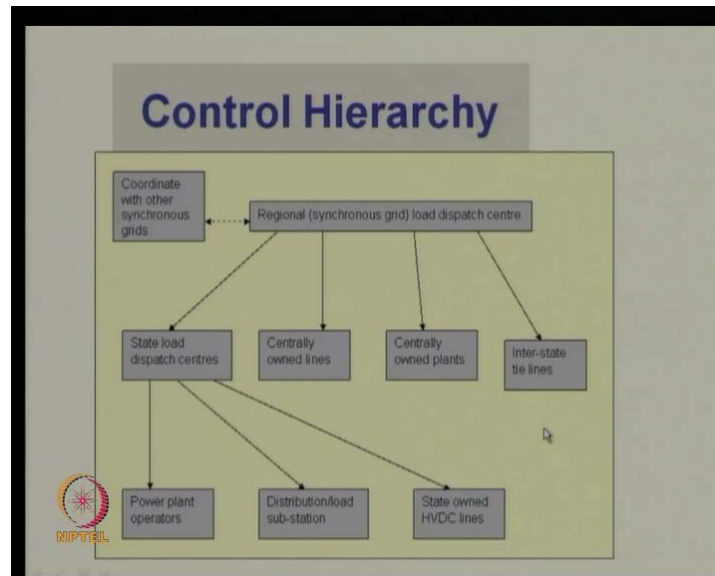 Control Hierarchy
Coordinate
with other
synchronous
grids
Regional (synchronous grid) load dispatch centre
State load
dispatch centres
Centrally
owned lines
Centrally
owned plants
Inter-state
tie lines
Power plant
operators
Distribution/load
sub-station
State owned
HVDC lines
NPTEL